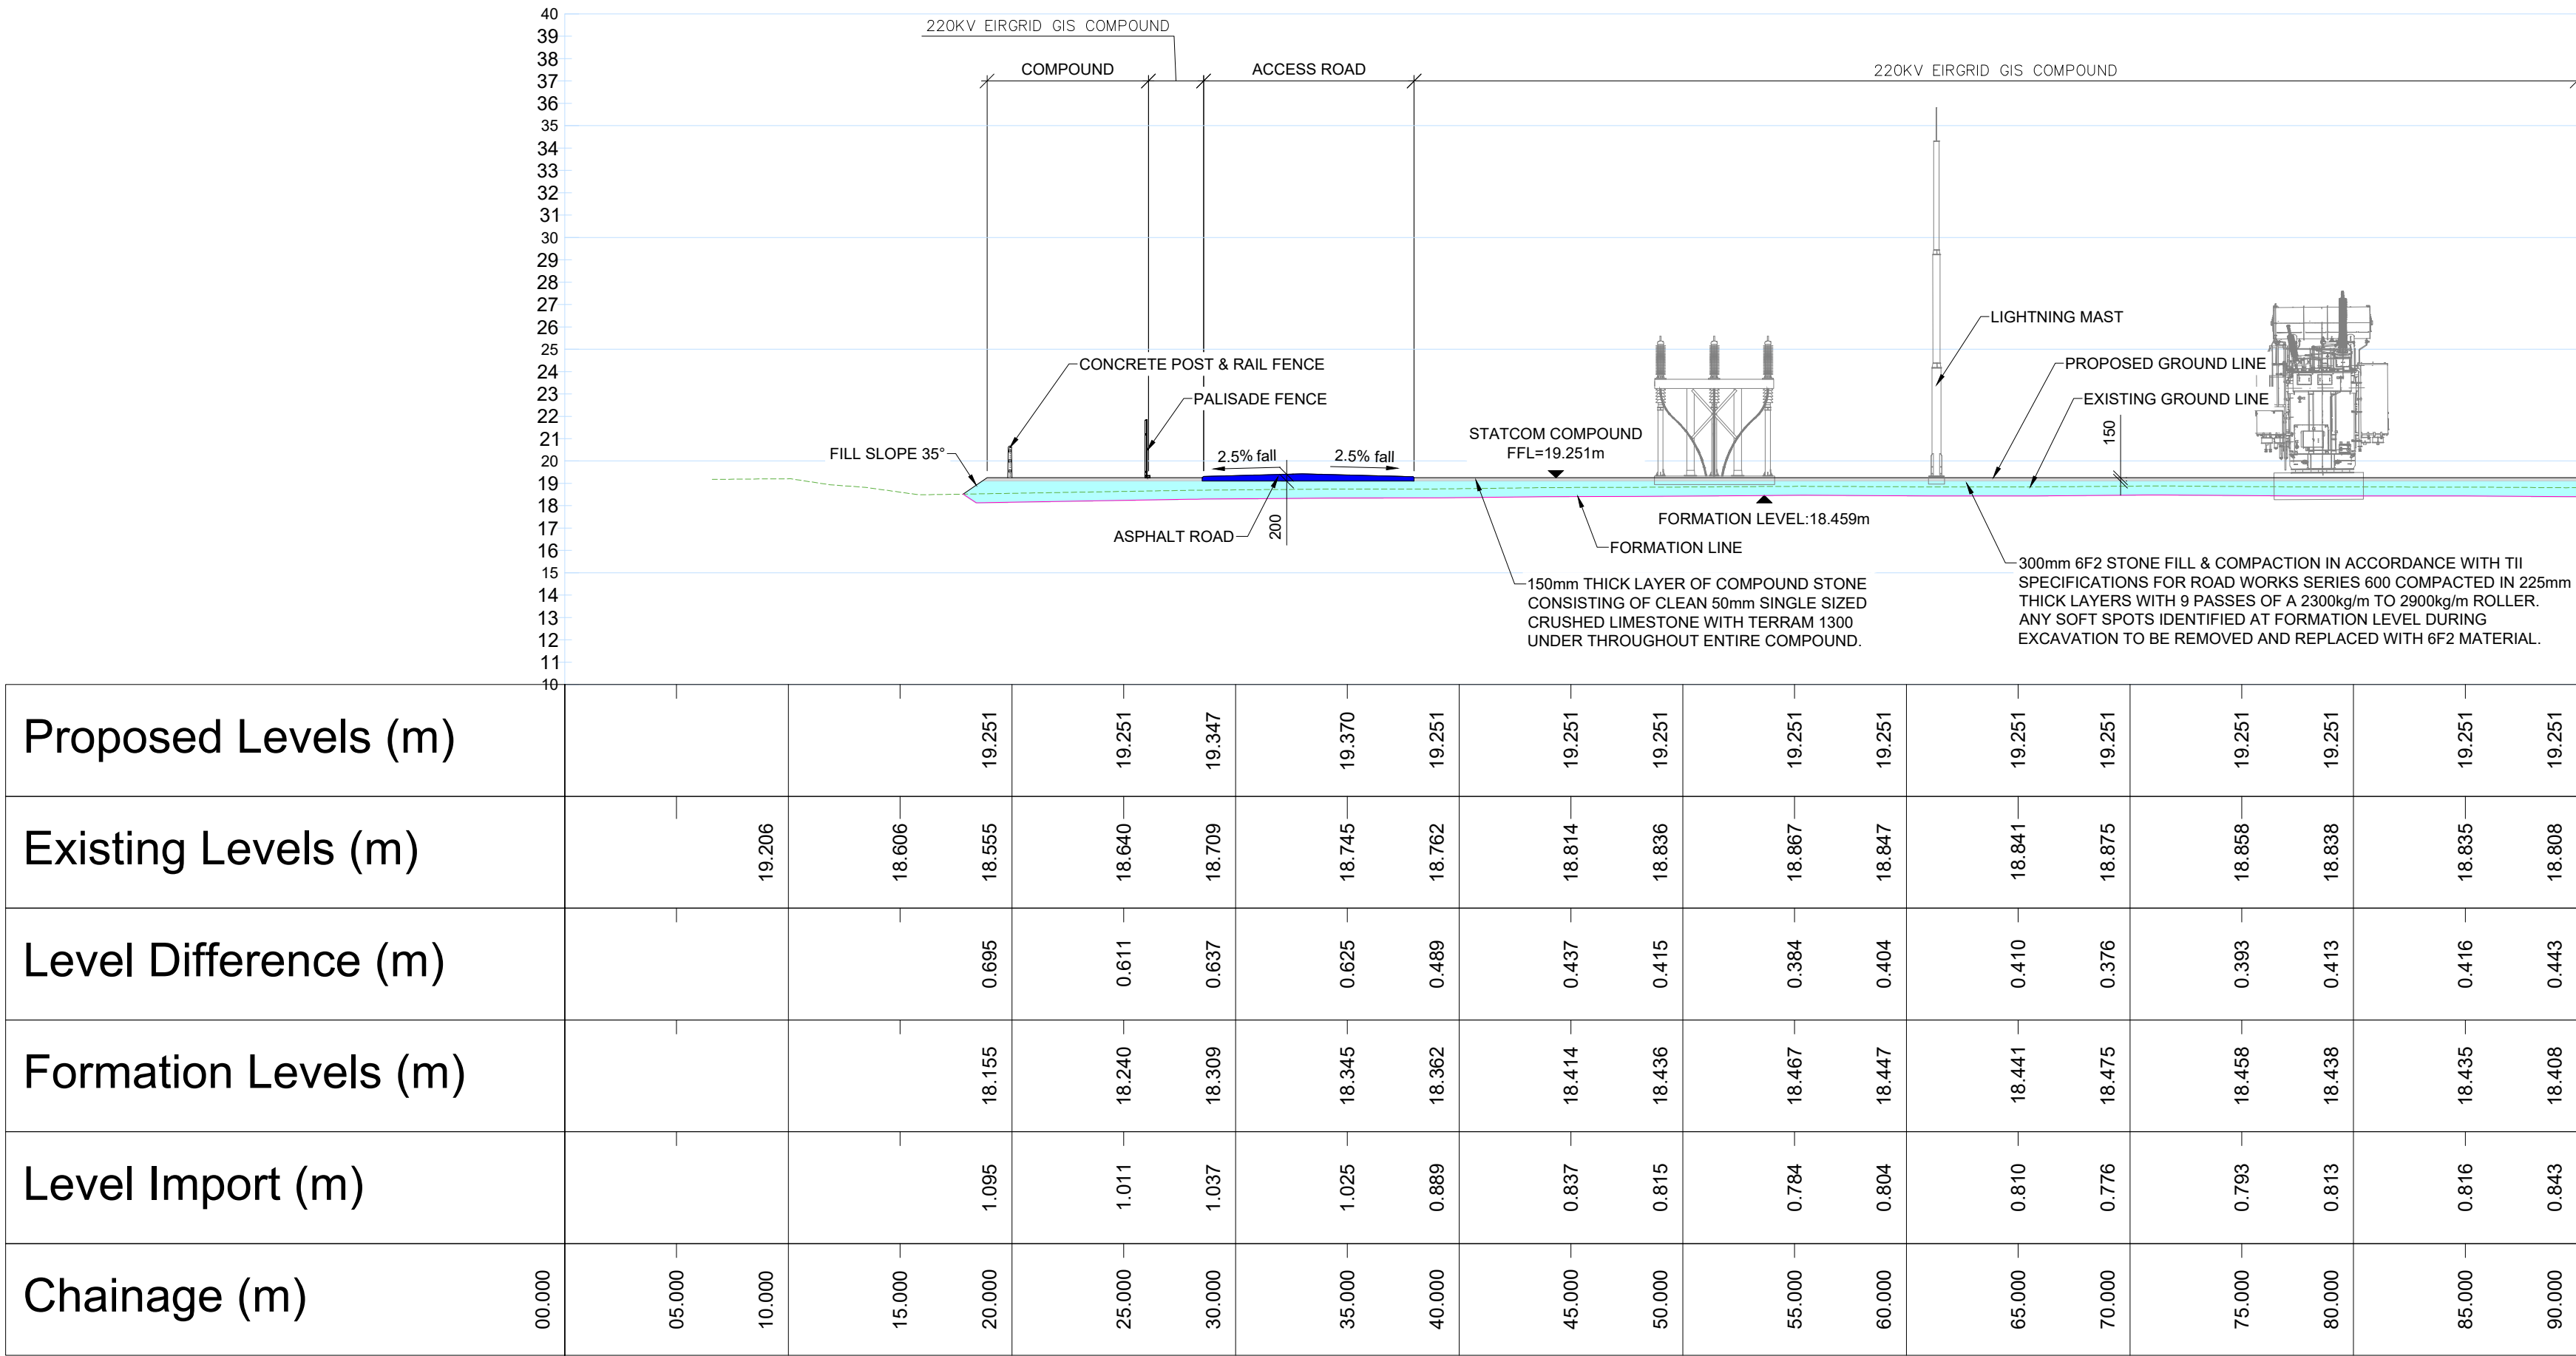 40
39
38
37
36
35
34
33
32
31
30
29
28
27
26
25
24
23
22
21
20
19
18
17
16
15
14
13
12
11
10
220KV EIRGRID GIS COMPOUND
COMPOUND
ACCESS ROAD
220KV EIRGRID GIS COMPOUND
LIGHTNING MAST
CONCRETE POST & RAIL FENCE
PROPOSED GROUND LINE
PALISADE FENCE
EXISTING GROUND LINE
150
STATCOM COMPOUND
FFL=19.251m
FILL SLOPE 35°
2.5% fall
2.5% fall
ASPHALT ROAD
200
FORMATION LEVEL:18.459m
FORMATION LINE
150mm THICK LAYER OF COMPOUND STONE
CONSISTING OF CLEAN 50mm SINGLE SIZED
CRUSHED LIMESTONE WITH TERRAM 1300
UNDER THROUGHOUT ENTIRE COMPOUND.
300mm 6F2 STONE FILL & COMPACTION IN ACCORDANCE WITH TII
SPECIFICATIONS FOR ROAD WORKS SERIES 600 COMPACTED IN 225mm
THICK LAYERS WITH 9 PASSES OF A 2300kg/m TO 2900kg/m ROLLER.
ANY SOFT SPOTS IDENTIFIED AT FORMATION LEVEL DURING
EXCAVATION TO BE REMOVED AND REPLACED WITH 6F2 MATERIAL.
Proposed Levels (m) 19.251 19.251 19.347 19.370 19.251 19.251 19.251 19.251 19.251 19.251 19.251 19.251 19.251 19.251 19.251
Existing Levels (m) 19.206 18.606 18.555 18.640 18.709 18.745 18.762 18.814 18.836 18.867 18.847 18.841 18.875 18.858 18.838 18.835 18.808
Level Difference (m) 0.695 0.611 0.637 0.625 0.489 0.437 0.415 0.384 0.404 0.410 0.376 0.393 0.413 0.416 0.443
Formation Levels (m) 18.155 18.240 18.309 18.345 18.362 18.414 18.436 18.467 18.447 18.441 18.475 18.458 18.438 18.435 18.408
Level Import (m) 1.095 1.011 1.037 1.025 0.889 0.837 0.815 0.784 0.804 0.810 0.776 0.793 0.813 0.816 0.843
Chainage (m) 00.000 05.000 10.000 15.000 20.000 25.000 30.000 35.000 40.000 45.000 50.000 55.000 60.000 65.000 70.000 75.000 80.000 85.000 90.000